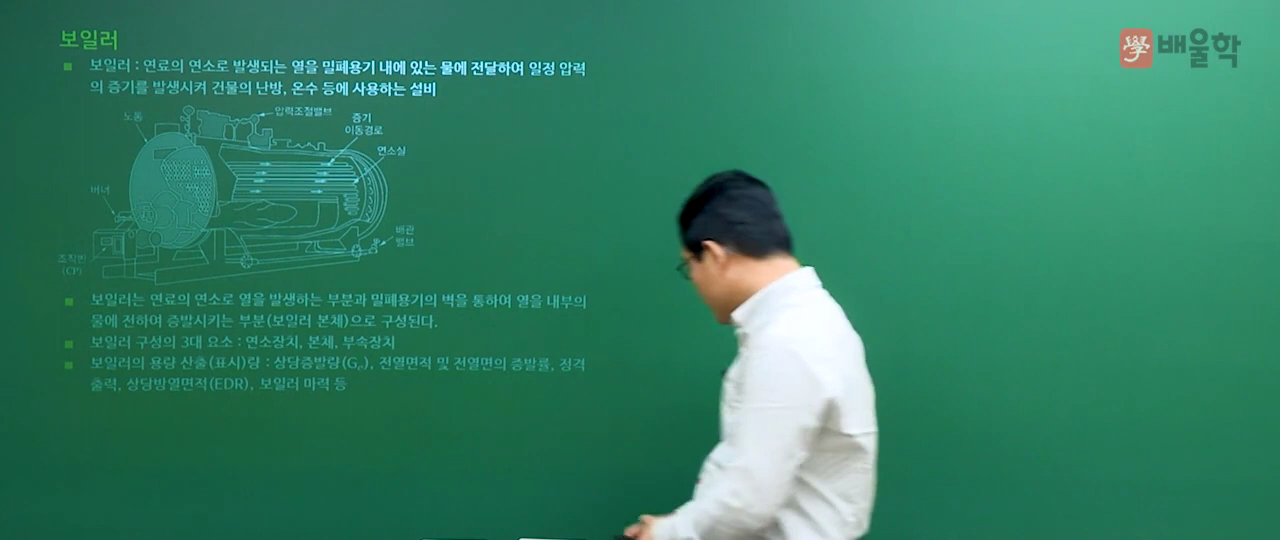 보일러
學 배울학
■ 보일러 : 연료의 연소로 발생되는 열을 밀폐용기 내에 있는 물에 전달하여 일정 압력
의 증기를 발생시켜 건물의 난방, 온수 등에 사용하는 설비
노통
압력조절밸브
증기
이동경로
연소실
버너
배관
밸브
조작반
(CP)
■ 보일러는 연료의 연소로 열을 발생하는 부분과 밀폐용기의 벽을 통하여 열을 내부의
물에 전하여 증발시키는 부분(보일러 본체)으로 구성된다.
■ 보일러 구성의 3대 요소 : 연소장치, 본체, 부속장치
■ 보일러의 용량 산출(표시)량 : 상당증발량(Ge), 전열면적 및 전열면의 증발률, 정격
출력, 상당방열면적(EDR), 보일러 마력 등